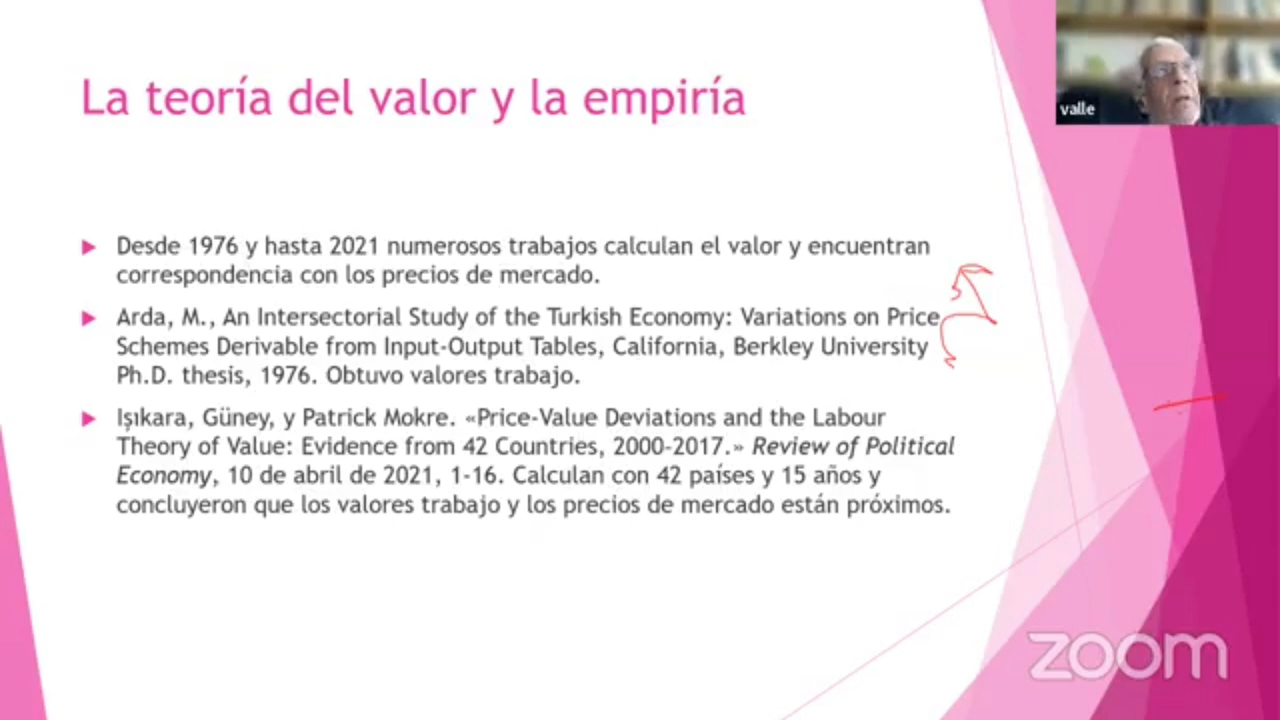 La teoría del valor y la empiría
valle
Desde 1976 y hasta 2021 numerosos trabajos calculan el valor y encuentran
correspondencia con los precios de mercado.
Arda, M., An Intersectorial Study of the Turkish Economy: Variations on Price
Schemes Derivable from Input-Output Tables, California, Berkley University
Ph.D. thesis, 1976. Obtuvo valores trabajo.
Işıkara, Güney, y Patrick Mokre. «Price-Value Deviations and the Labour
Theory of Value: Evidence from 42 Countries, 2000-2017.» Review of Political
Economy, 10 de abril de 2021, 1-16. Calculan con 42 países y 15 años y
concluyeron que los valores trabajo y los precios de mercado están próximos.
zoom